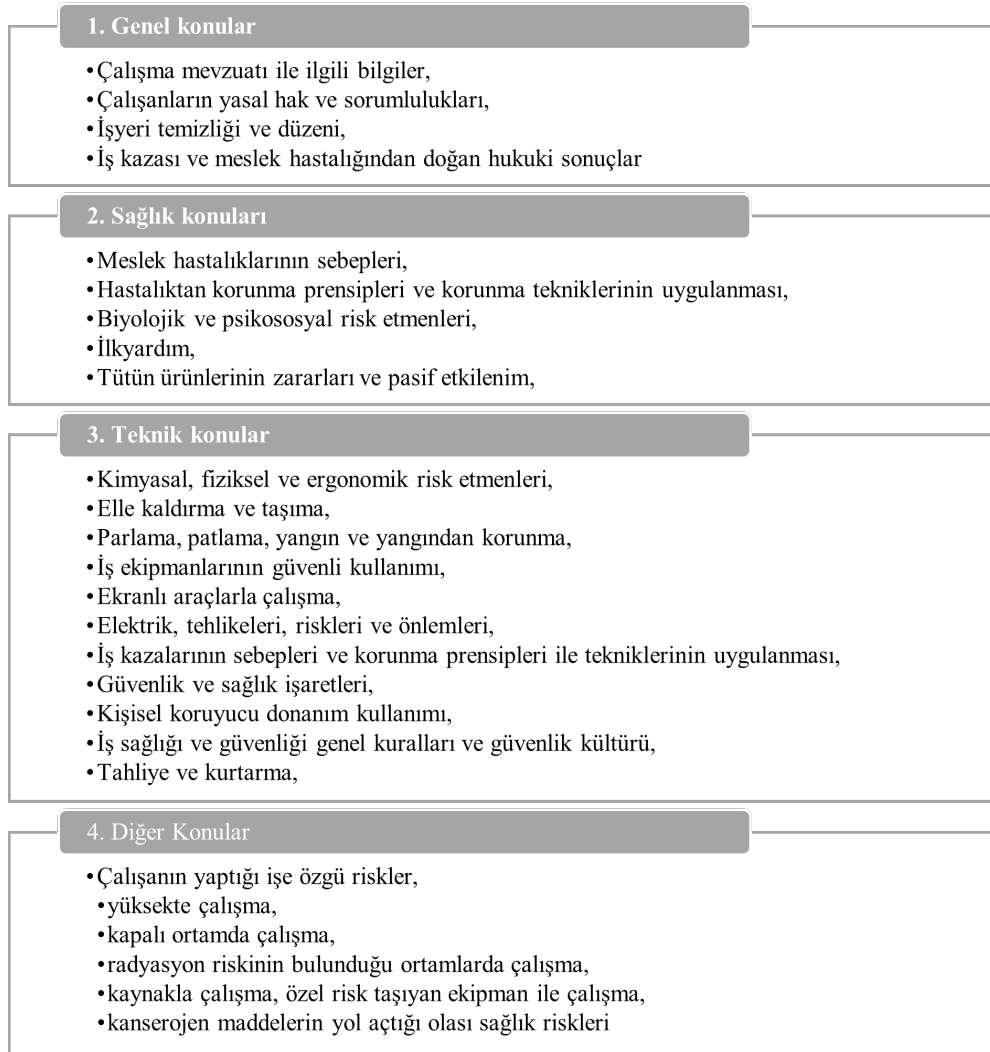 1. Genel konular
•Çalışma mevzuatı ile ilgili bilgiler,
•Çalışanların yasal hak ve sorumlulukları,
•İşyeri temizliği ve düzeni,
•İş kazası ve meslek hastalığından doğan hukuki sonuçlar
2. Sağlık konuları
•Meslek hastalıklarının sebepleri,
•Hastalıktan korunma prensipleri ve korunma tekniklerinin uygulanması,
•Biyolojik ve psikososyal risk etmenleri,
•İlkyardım,
•Tütün ürünlerinin zararları ve pasif etkilenim,
3. Teknik konular
•Kimyasal, fiziksel ve ergonomik risk etmenleri,
•Elle kaldırma ve taşıma,
•Parlama, patlama, yangın ve yangından korunma,
•İş ekipmanlarının güvenli kullanımı,
•Ekranlı araçlarla çalışma,
•Elektrik, tehlikeleri, riskleri ve önlemleri,
•İş kazalarının sebepleri ve korunma prensipleri ile tekniklerinin uygulanması,
•Güvenlik ve sağlık işaretleri,
•Kişisel koruyucu donanım kullanımı,
•İş sağlığı ve güvenliği genel kuralları ve güvenlik kültürü,
•Tahliye ve kurtarma,
4. Diğer Konular
•Çalışanın yaptığı işe özgü riskler,
•yüksekte çalışma,
•kapalı ortamda çalışma,
•radyasyon riskinin bulunduğu ortamlarda çalışma,
•kaynakla çalışma, özel risk taşıyan ekipman ile çalışma,
•kanserojen maddelerin yol açtığı olası sağlık riskleri